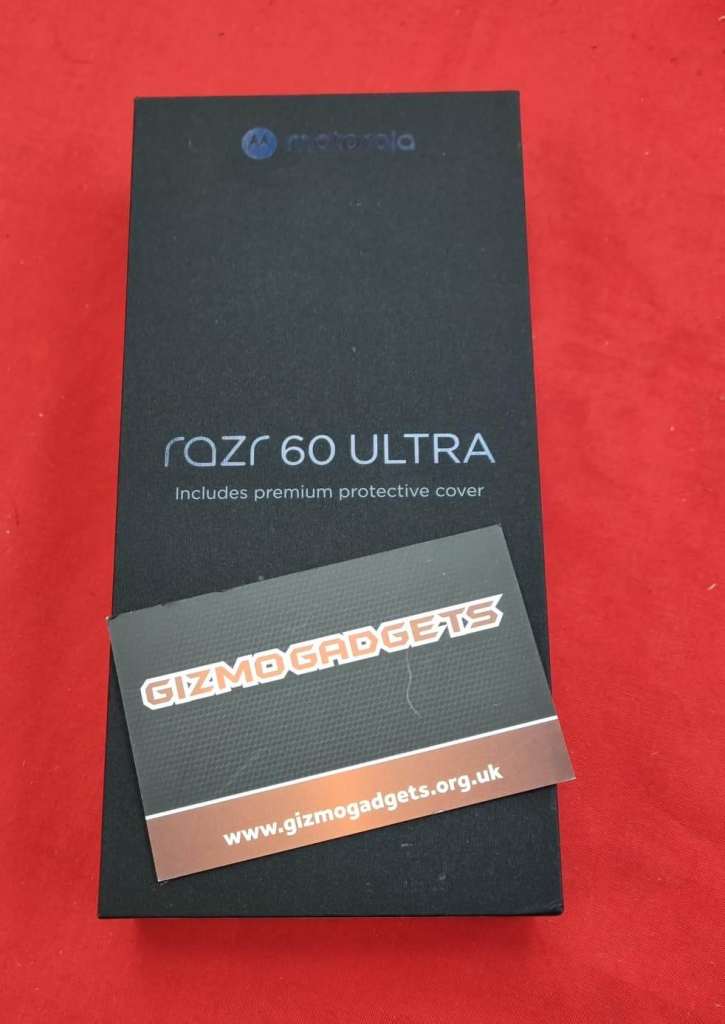 motorola
razr 60 ULTRA
Includes premium protective cover
GIZMOGADGETS
www.gizmogadgets.org.uk